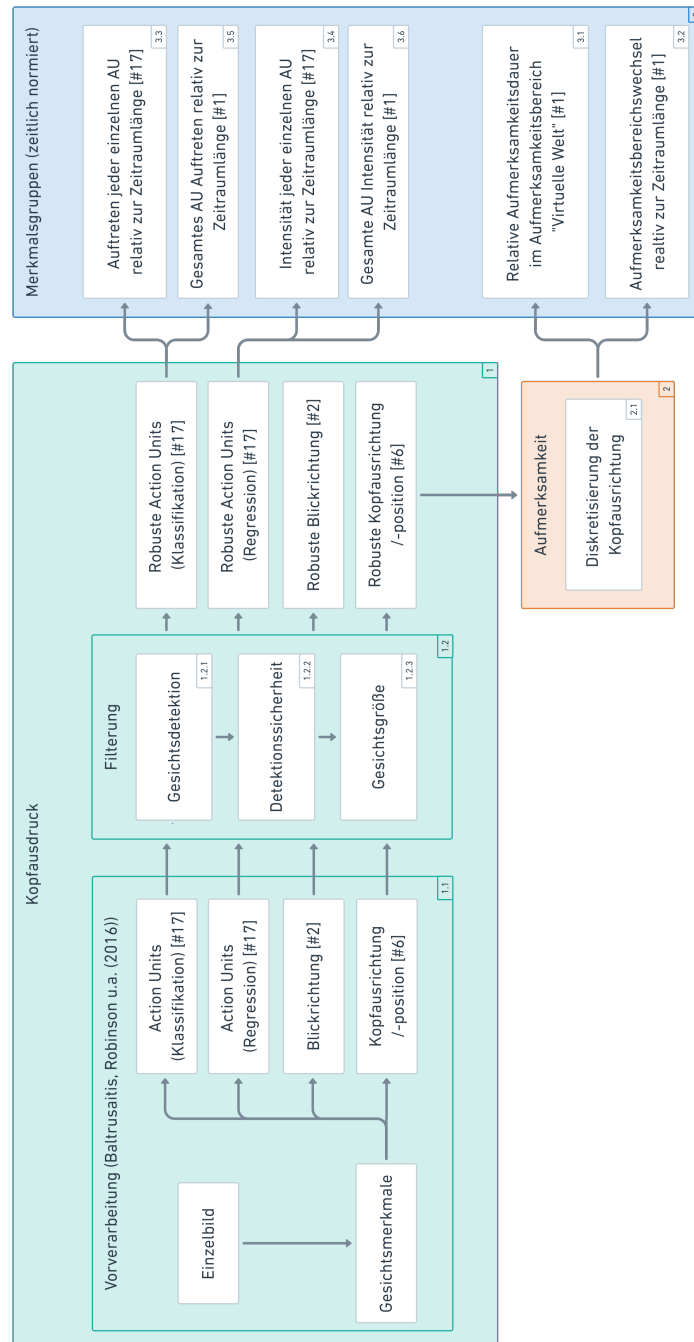 Kopfausdruck
Vorverarbeitung (Baltrusaitis, Robinson u.a. (2016))
Einzelbild
Gesichtsmerkmale
Action Units
(Klassifikation) [#17]
Action Units
(Regression) [#17]
Blickrichtung [#2]
Kopfausrichtung
/-position [#6]
1.1
Filterung
Gesichtsdetektion
1.2.1
Detektionssicherheit
1.2.2
Gesichtsgröße
1.2.3
1.2
Robuste Action Units
(Klassifikation) [#17]
Robuste Action Units
(Regression) [#17]
Robuste Blickrichtung [#2]
Robuste Kopfausrichtung
/-position [#6]
1
Aufmerksamkeit
Diskretisierung der
Kopfausrichtung
2.1
2
Merkmalsgruppen (zeitlich normiert)
Auftreten jeder einzelnen AU
relativ zur Zeitraumlänge [#17]
3.3
Gesamtes AU Auftreten relativ zur
Zeitraumlänge [#1]
3.5
Intensität jeder einzelnen AU
relativ zur Zeitraumlänge [#17]
3.4
Gesamte AU Intensität relativ zur
Zeitraumlänge [#1]
3.6
Relative Aufmerksamkeitsdauer
im Aufmerksamkeitsbereich
"Virtuelle Welt" [#1]
3.1
Aufmerksamkeitsbereichswechsel
realtiv zur Zeitraumlänge [#1]
3.2